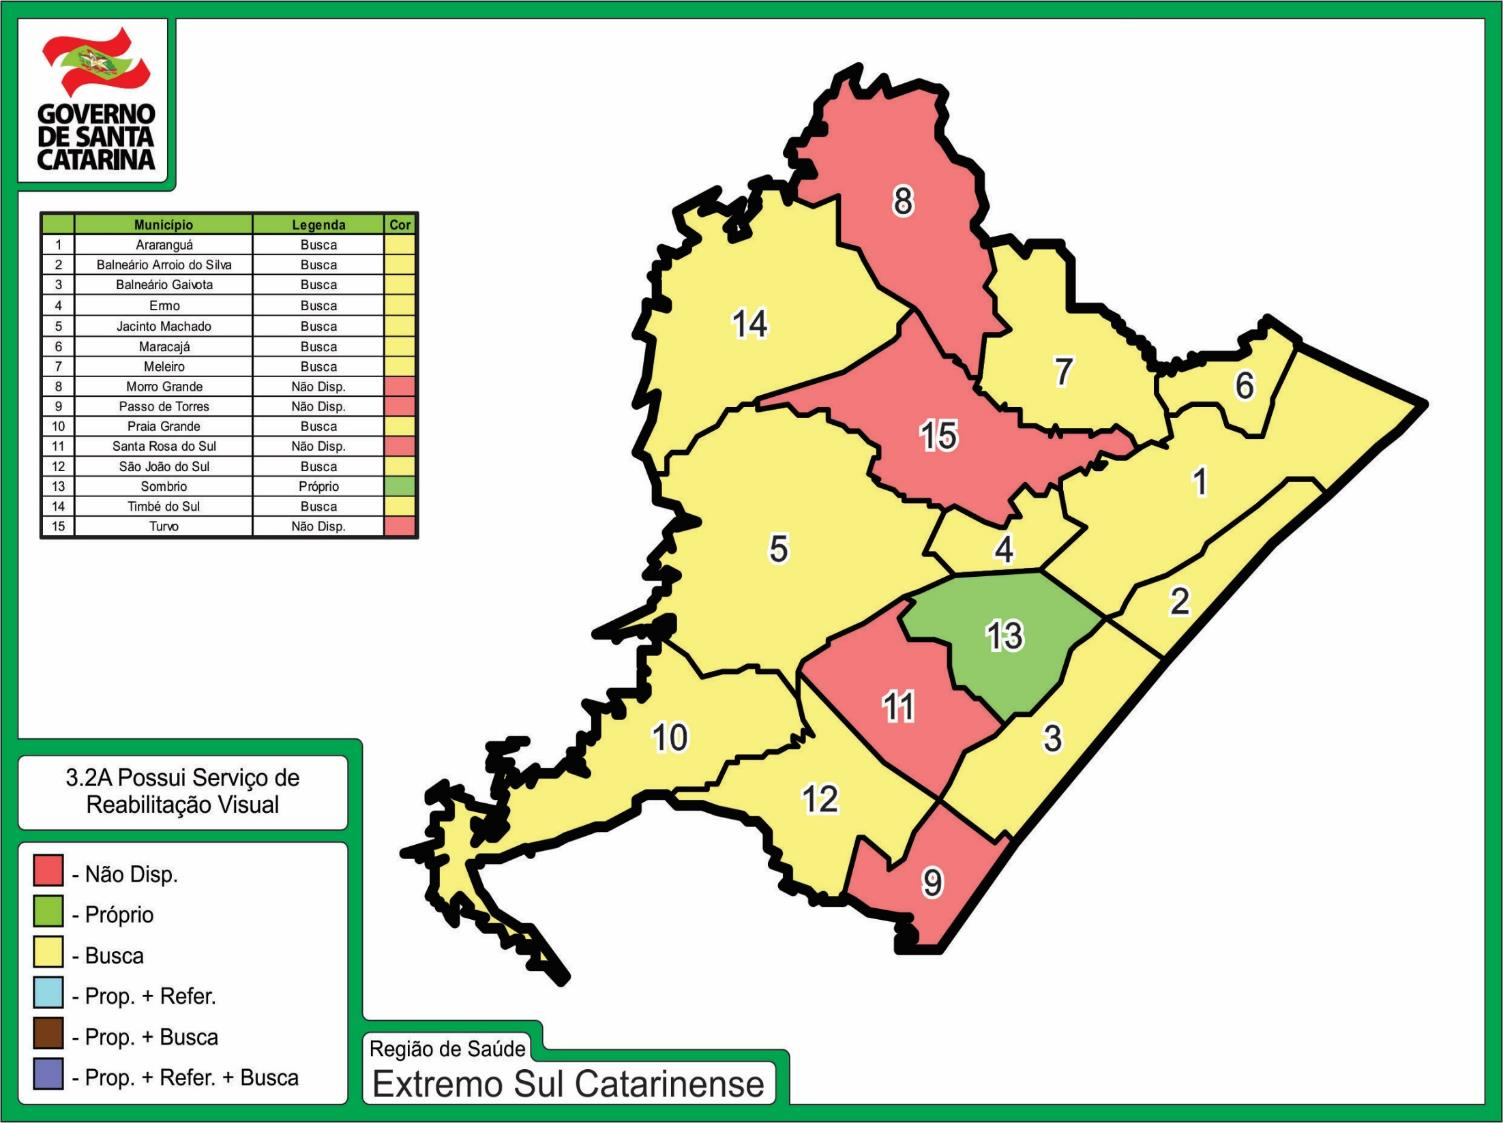 GOVERNO
DE SANTA
CATARINA
Município Legenda Cor
1 Araranguá Busca
2 Balneário Arroio do Silva Busca
3 Balneário Gaivota Busca
4 Ermo Busca
5 Jacinto Machado Busca
6 Maracajá Busca
7 Meleiro Busca
8 Morro Grande Não Disp.
9 Passo de Torres Não Disp.
10 Praia Grande Busca
11 Santa Rosa do Sul Não Disp.
12 São João do Sul Busca
13 Sombrio Próprio
14 Timbé do Sul Busca
15 Turvo Não Disp.
8
14
7
6
15
1
5
4
2
13
11
10
3
12
9
3.2A Possui Serviço de
Reabilitação Visual
- Não Disp.
- Próprio
- Busca
- Prop. + Refer.
- Prop. + Busca
- Prop. + Refer. + Busca
Região de Saúde
Extremo Sul Catarinense